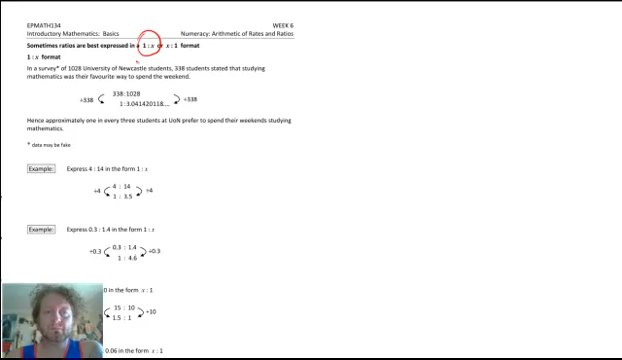 EPMATH134 WEEK 6
Introductory Mathematics: Basics Numeracy: Arithmetic of Rates and Ratios
Sometimes ratios are best expressed in a 1 : x or x : 1 format
1 : x format
In a survey* of 1028 University of Newcastle students, 338 students stated that studying
mathematics was their favourite way to spend the weekend.
338:1028
÷338 ÷338
1:3.041420118...
Hence approximately one in every three students at UoN prefer to spend their weekends studying
mathematics.
* data may be fake
Example: Express 4 : 14 in the form 1 : x
4 : 14
÷4 ÷4
1 : 3.5
Example: Express 0.3 : 1.4 in the form 1 : x
0.3 : 1.4
÷0.3 ÷0.3
1 : 4.6
0 in the form x : 1
15 : 10
÷10
1.5 : 1
0.06 in the form x : 1